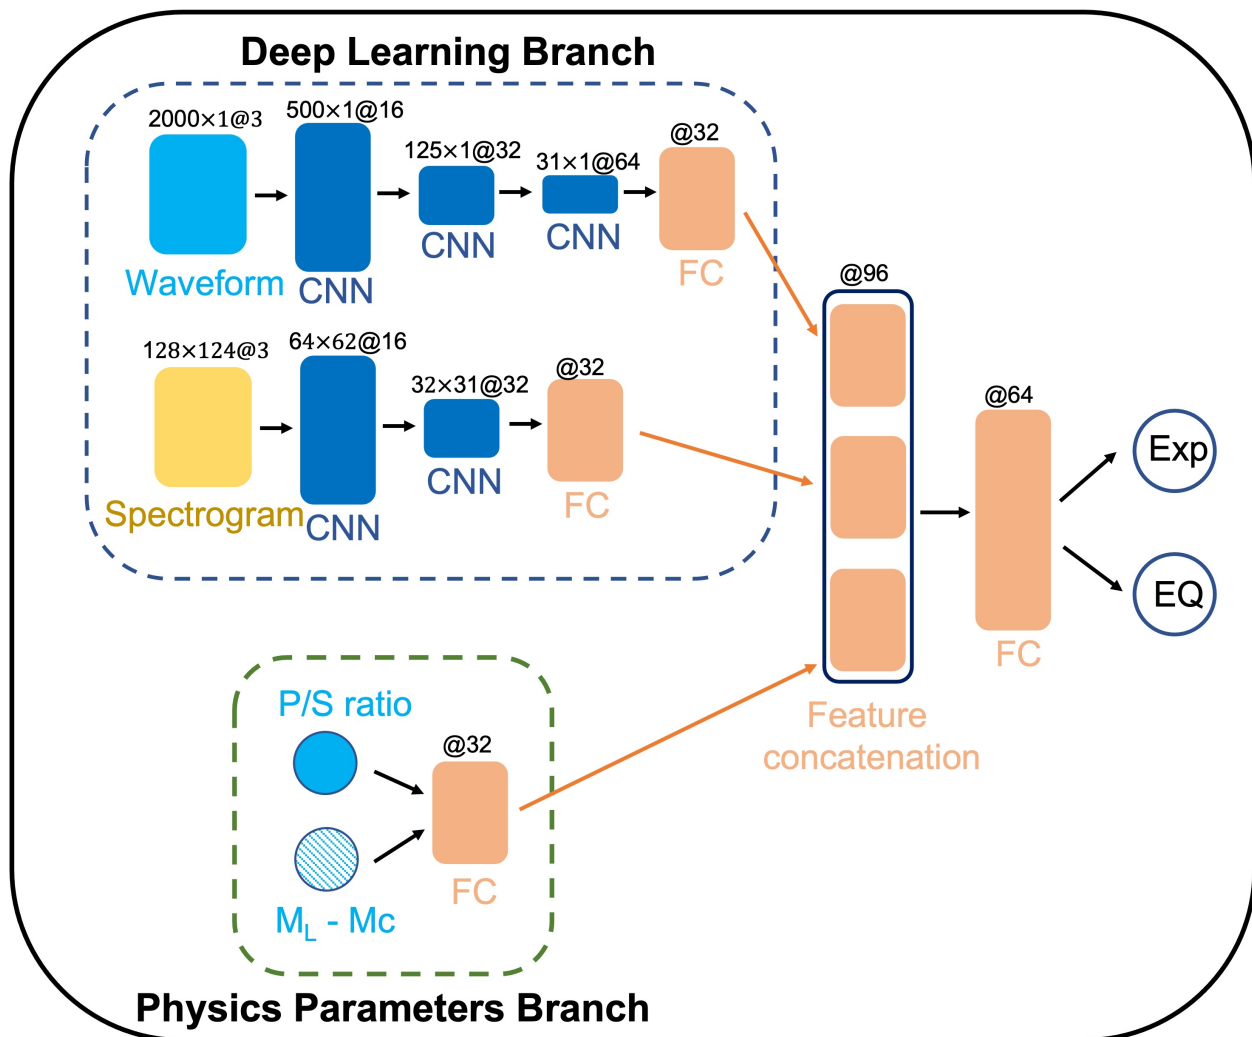 Deep Learning Branch
2000×1@3
500×1@16
125×1@32
31×1@64
@32
Waveform
CNN
CNN
CNN
FC
128×124@3
64×62@16
32×31@32
@32
Spectrogram
CNN
CNN
FC
@96
@64
Exp
EQ
FC
Feature
concatenation
P/S ratio
@32
FC
M_L - Mc
Physics Parameters Branch